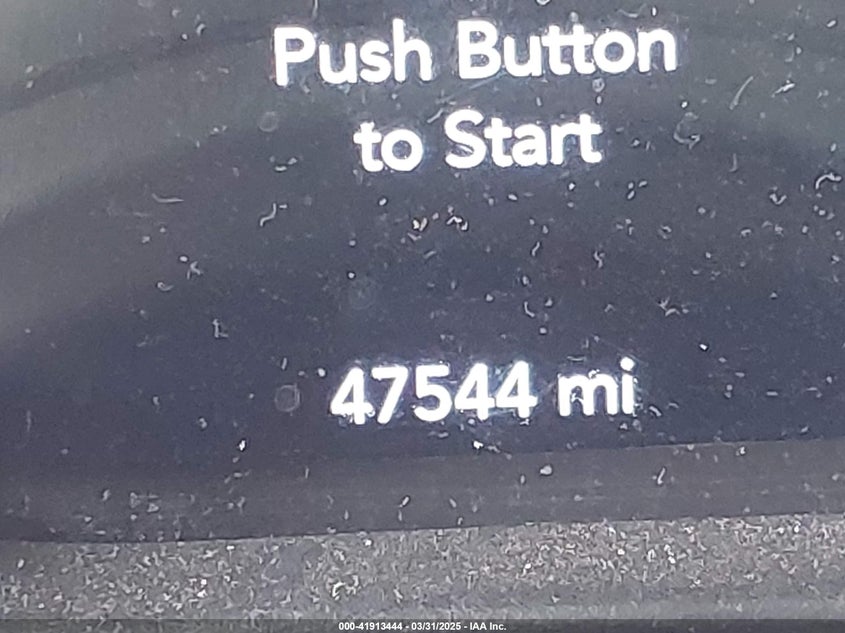 Push Button
to Start
47544 mi
000-41913444 - 03/31/2025 - IAA Inc.